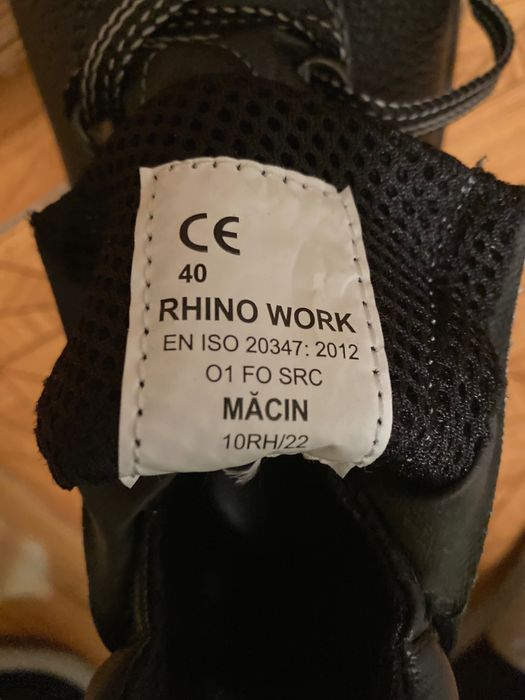 CE
40
RHINO WORK
EN ISO 20347: 2012
O1 FO SRC
MĂCIN
10RH/22